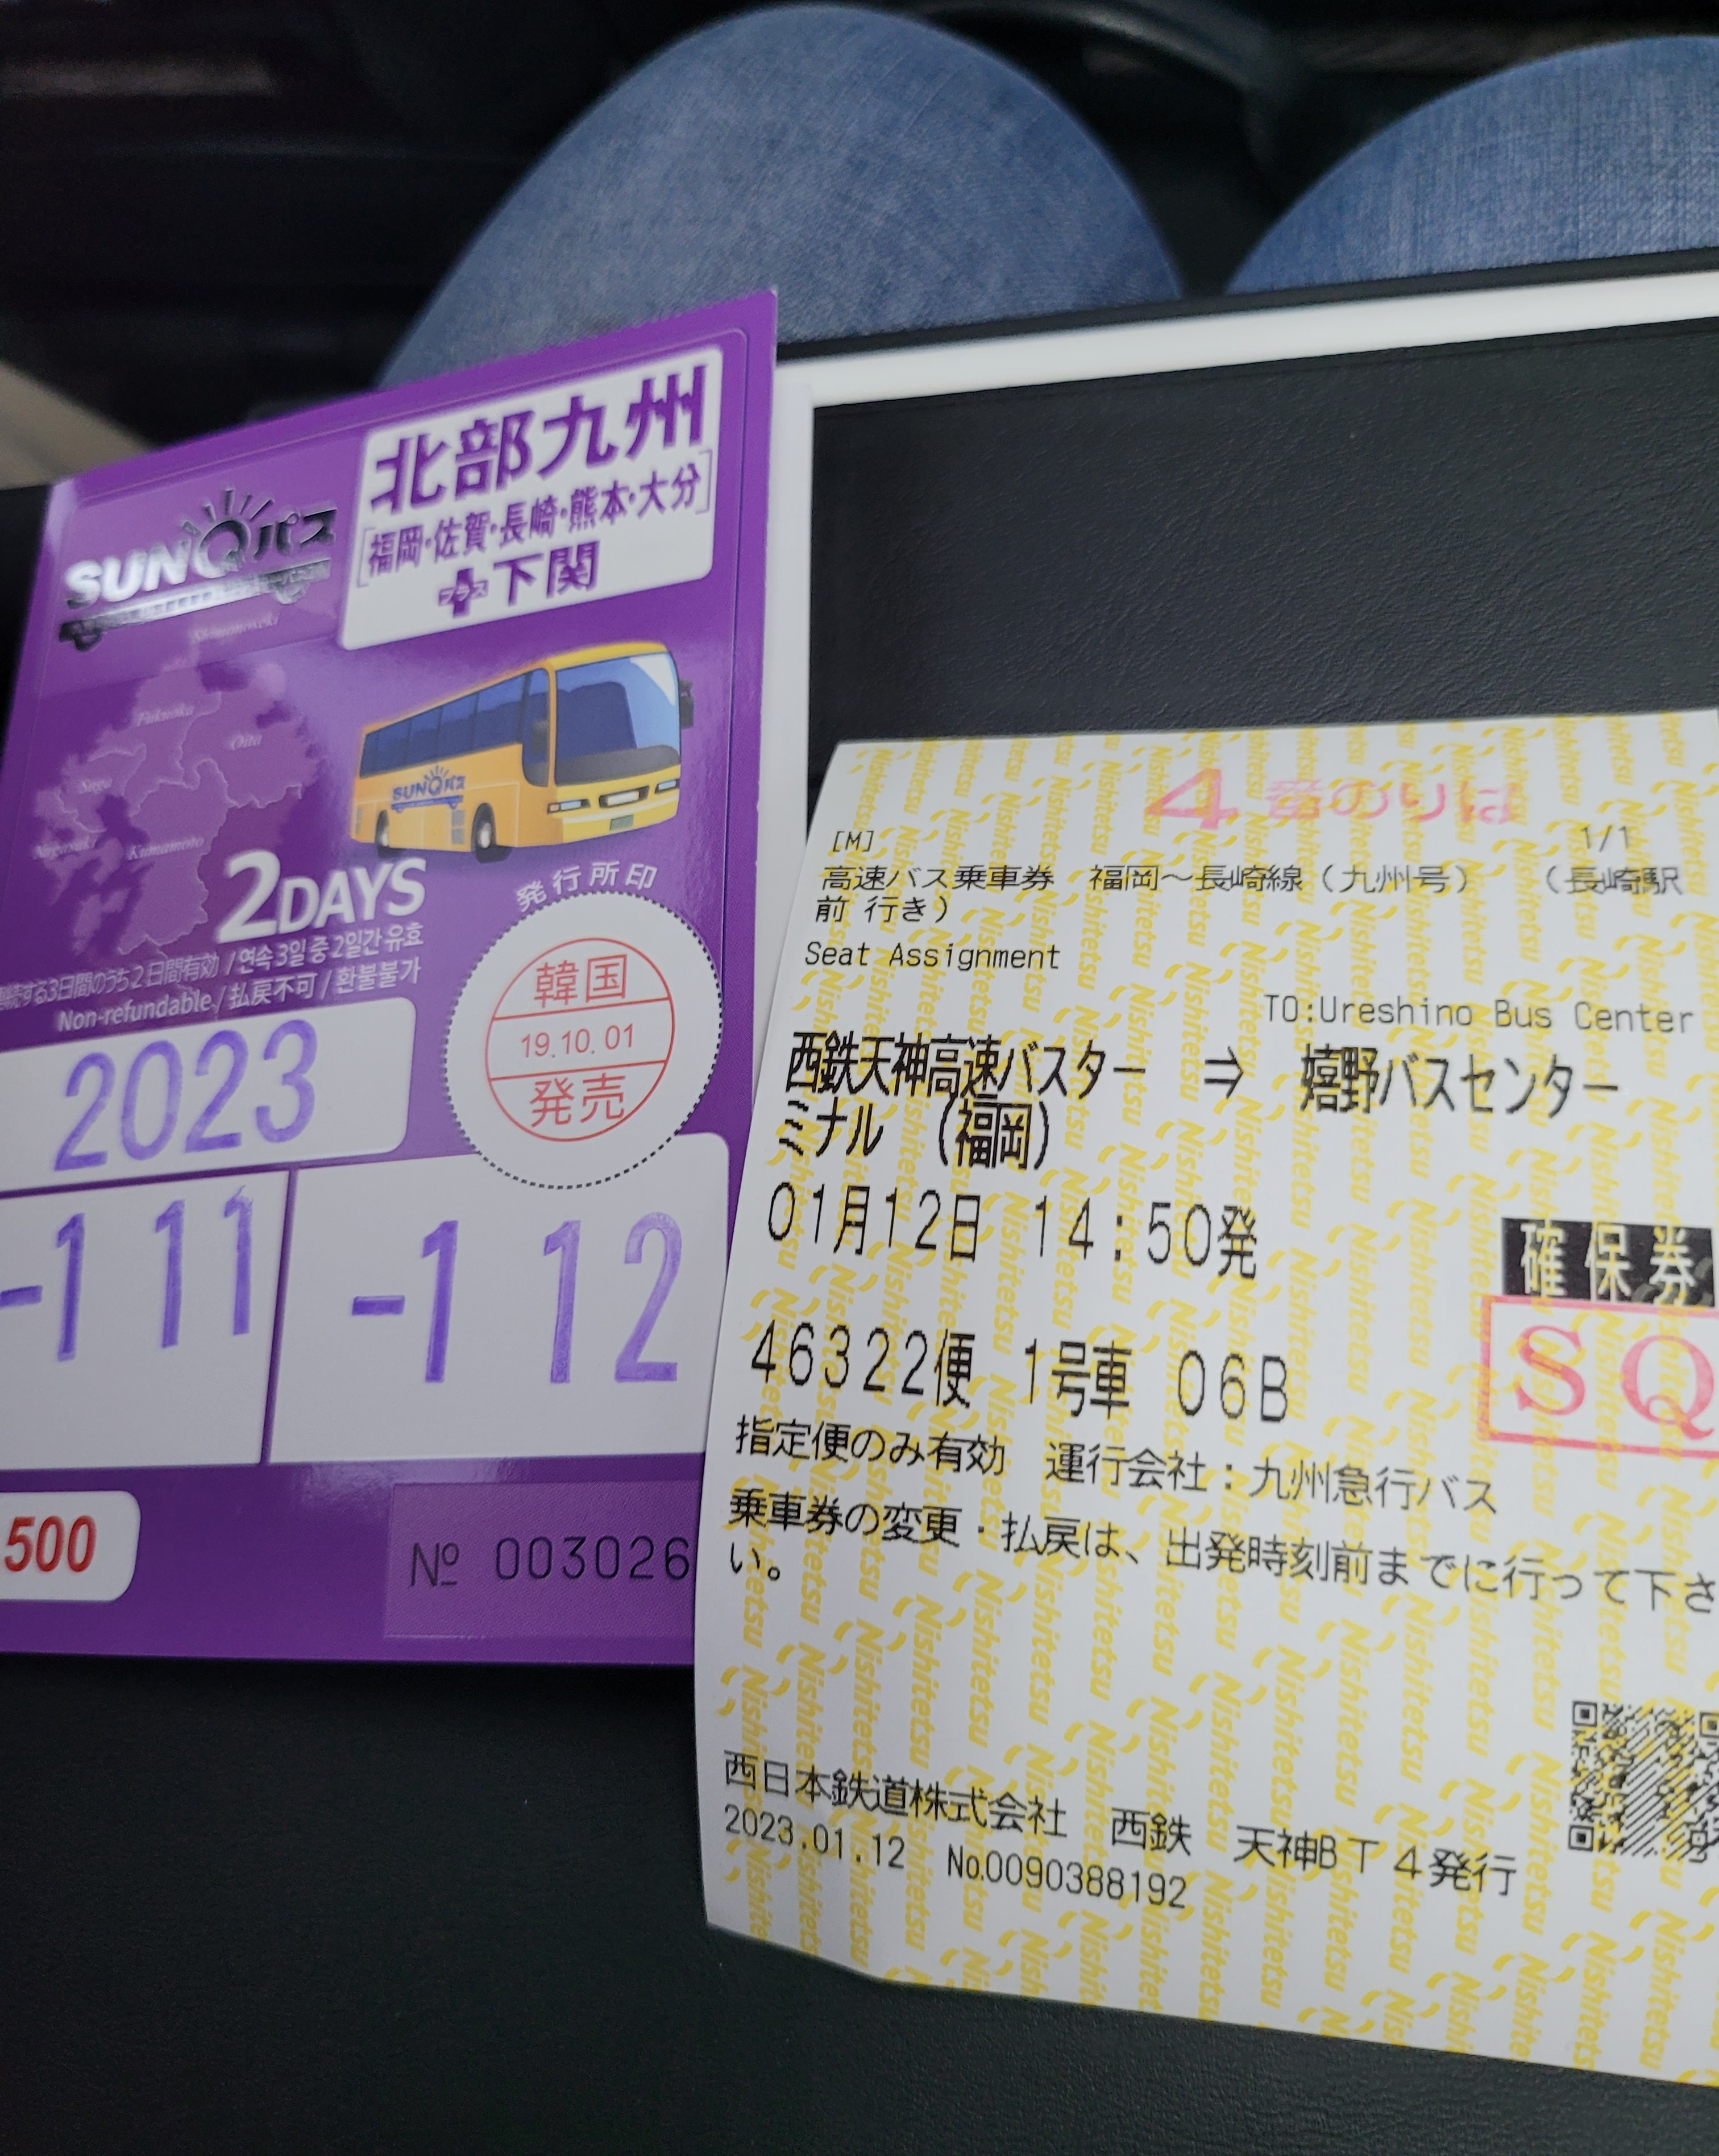 北部九州
[福岡・佐賀・長崎・熊本・大分]
プラス下関
SUNQパス
Shimonoseki
Fukuoka
Oita
Saga
Nagasaki
Kumamoto
SUNQパス
2DAYS
連続する3日間のうち2日間有効 / 연속 3일 중 2일간 유효
Non-refundable / 払戻不可 / 환불불가
発行所印
韓国
19.10.01
発売
2023
-1 11
-1 12
500
№ 003026
4番のりば
[M]
1/1
高速バス乗車券 福岡～長崎線（九州号） （長崎駅
前 行き）
Seat Assignment
TO:Ureshino Bus Center
西鉄天神高速バスター ⇒ 嬉野バスセンター
ミナル （福岡）
01月12日 14:50発
確保券
46322便 1号車 06B
SQ
指定便のみ有効 運行会社：九州急行バス
乗車券の変更・払戻は、出発時刻前までに行って下さ
い。
西日本鉄道株式会社 西鉄 天神BT4発行
2023.01.12 No.0090388192
Nishitetsu